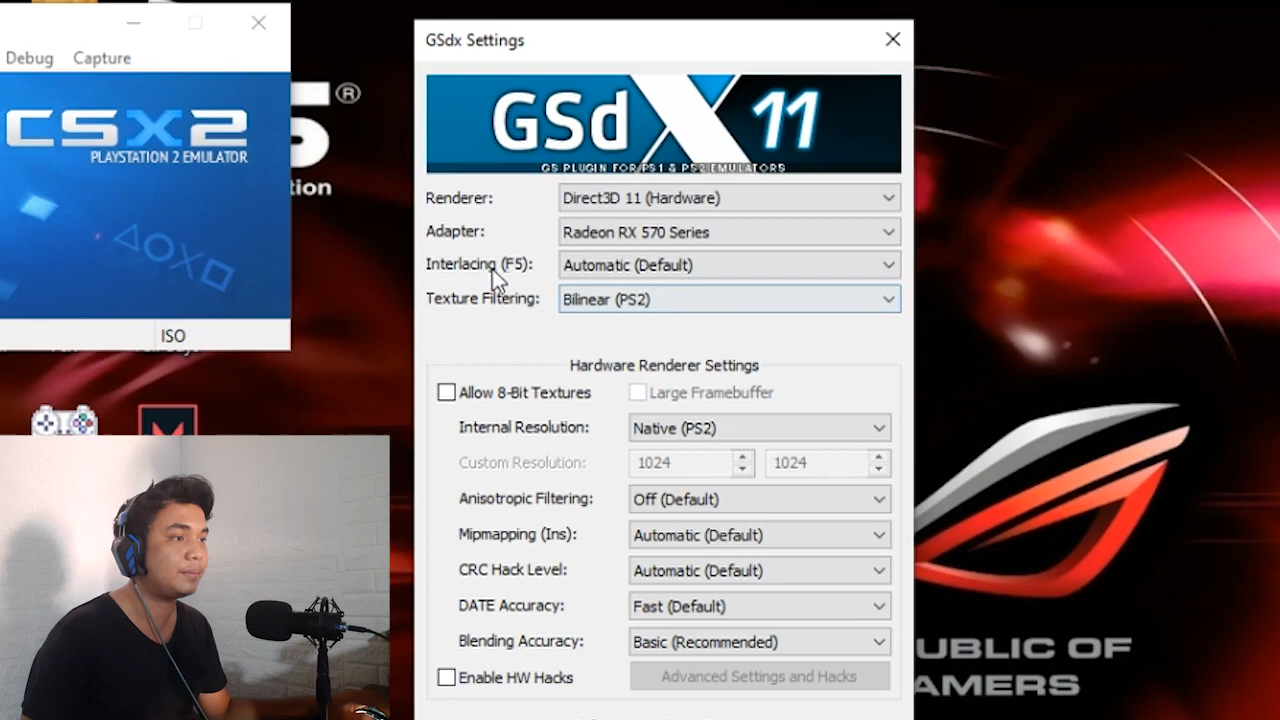 Debug Capture
CSX2
PLAYSTATION 2 EMULATOR
ISO
®
GSdx Settings
GSdX 11
GS PLUGIN FOR PS1 & PS2 EMULATORS
Renderer: Direct3D 11 (Hardware)
Adapter: Radeon RX 570 Series
Interlacing (F5): Automatic (Default)
Texture Filtering: Bilinear (PS2)
Hardware Renderer Settings
Allow 8-Bit Textures Large Framebuffer
Internal Resolution: Native (PS2)
Custom Resolution: 1024 1024
Anisotropic Filtering: Off (Default)
Mipmapping (Ins): Automatic (Default)
CRC Hack Level: Automatic (Default)
DATE Accuracy: Fast (Default)
Blending Accuracy: Basic (Recommended)
Enable HW Hacks Advanced Settings and Hacks
UBLIC OF
AMERS